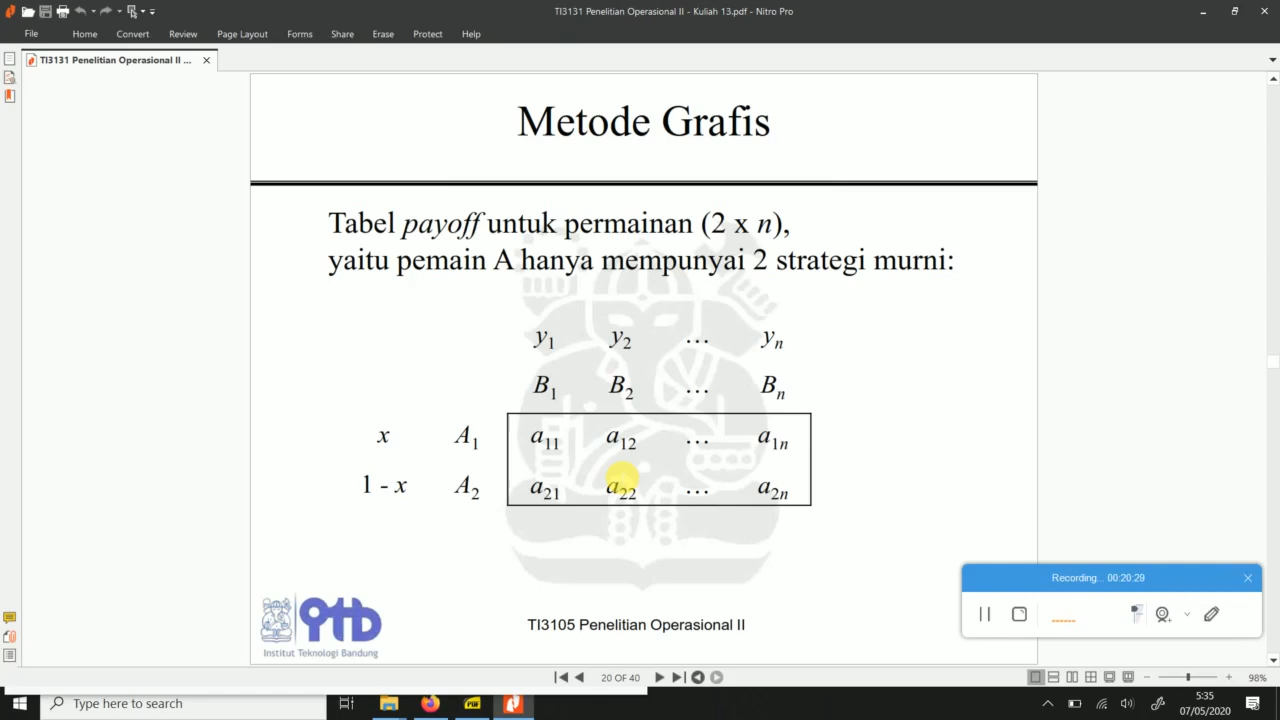 TI3131 Penelitian Operasional II - Kuliah 13.pdf - Nitro Pro
File Home Convert Review Page Layout Forms Share Erase Protect Help
TI3131 Penelitian Operasional II ...
Metode Grafis
Tabel payoff untuk permainan (2 x n),
yaitu pemain A hanya mempunyai 2 strategi murni:
y1 y2 … yn
B1 B2 … Bn
x A1 a11 a12 … a1n
1 - x A2 a21 a22 … a2n
Recording... 00:20:29
Institut Teknologi Bandung
TI3105 Penelitian Operasional II
20 OF 40
98%
Type here to search
PDF
5:35
07/05/2020